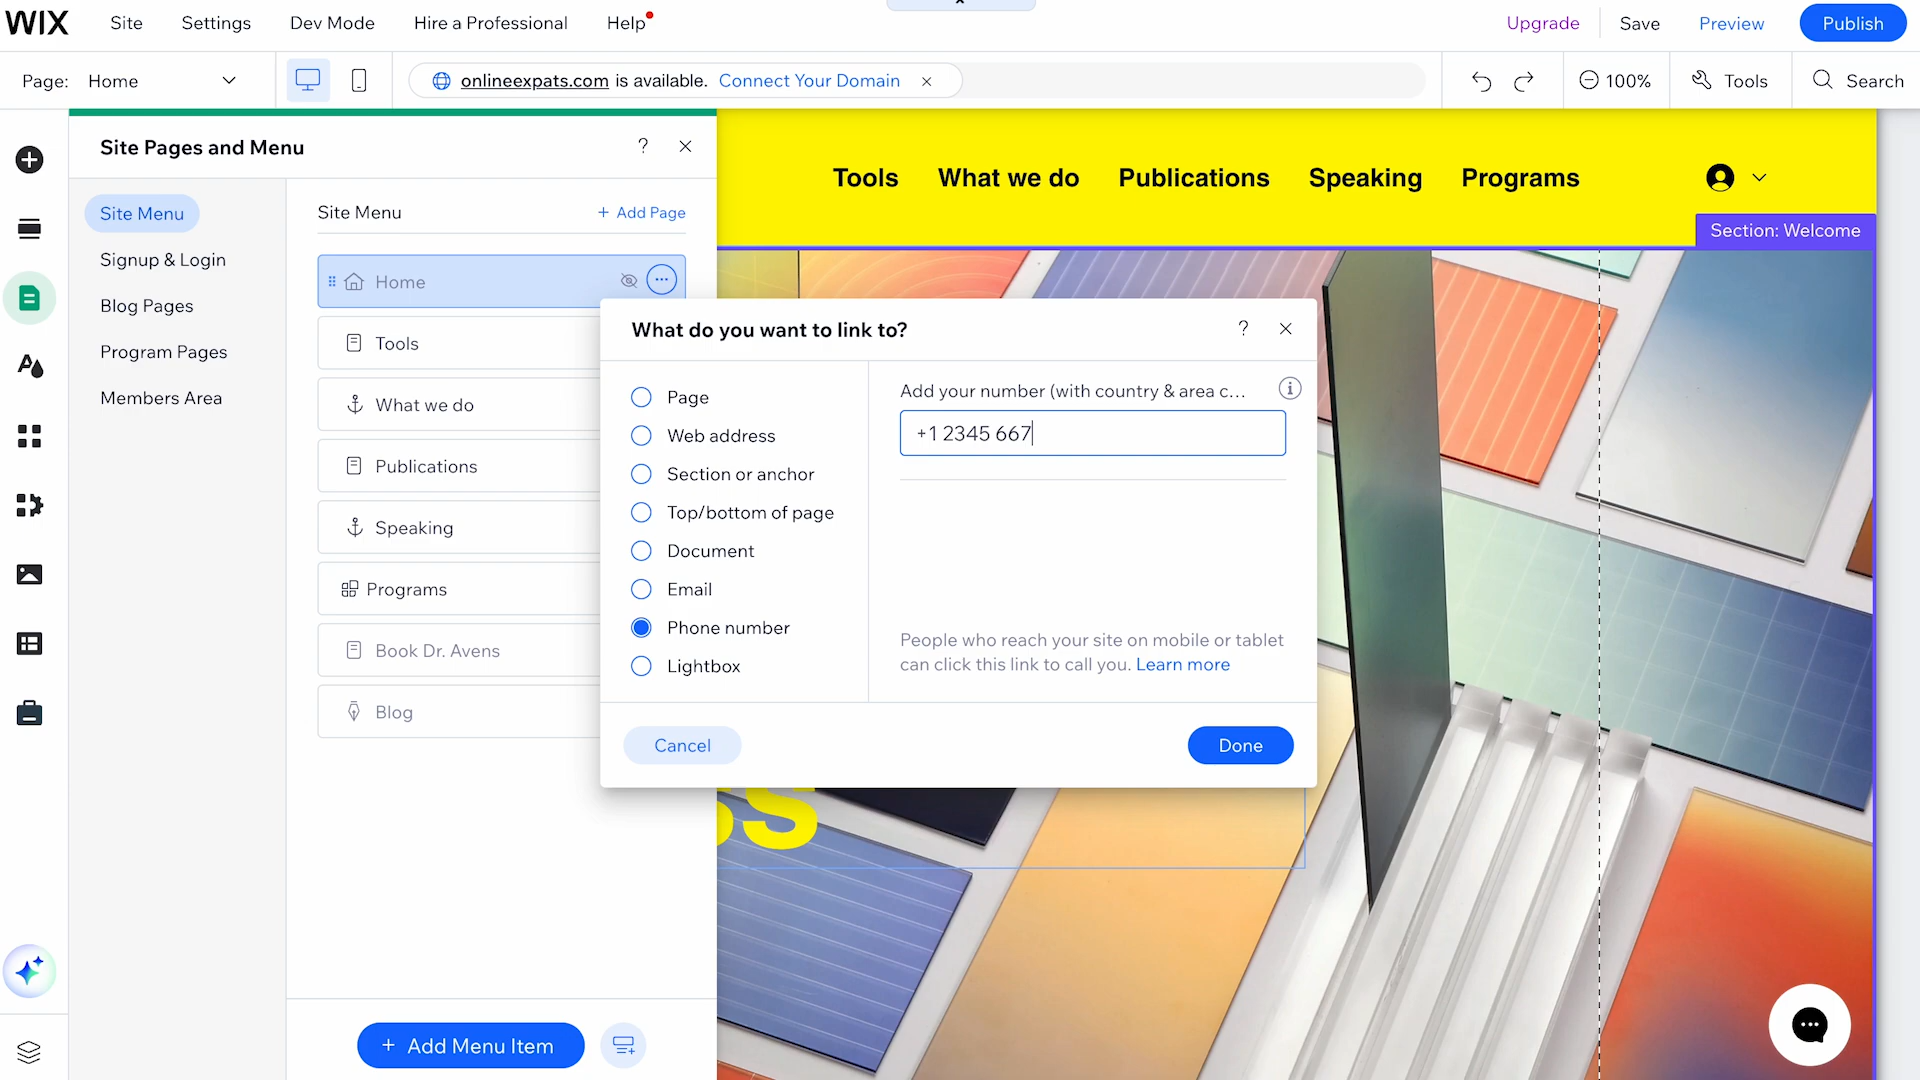 WIX Site Settings Dev Mode Hire a Professional Help Upgrade Save Preview Publish
Page: Home onlineexpats.com is available. Connect Your Domain 100% Tools Search
Site Pages and Menu ?
Site Menu
Signup & Login
Blog Pages
Program Pages
Members Area
Site Menu + Add Page
Home
Tools
What we do
Publications
Speaking
Programs
Book Dr. Avens
Blog
+ Add Menu Item
Tools What we do Publications Speaking Programs
Section: Welcome
What do you want to link to? ?
Page
Web address
Section or anchor
Top/bottom of page
Document
Email
Phone number
Lightbox
Add your number (with country & area c...
+1 2345 667
People who reach your site on mobile or tablet
can click this link to call you. Learn more
Cancel Done
ss